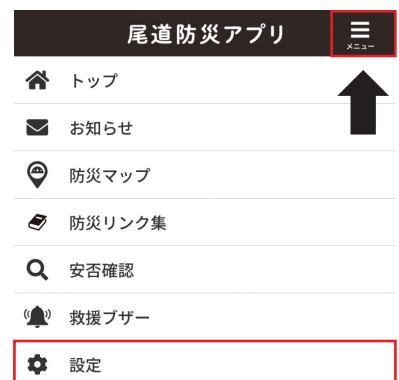 尾道防災アプリ
メニュー
トップ
お知らせ
防災マップ
防災リンク集
安否確認
救援ブザー
設定